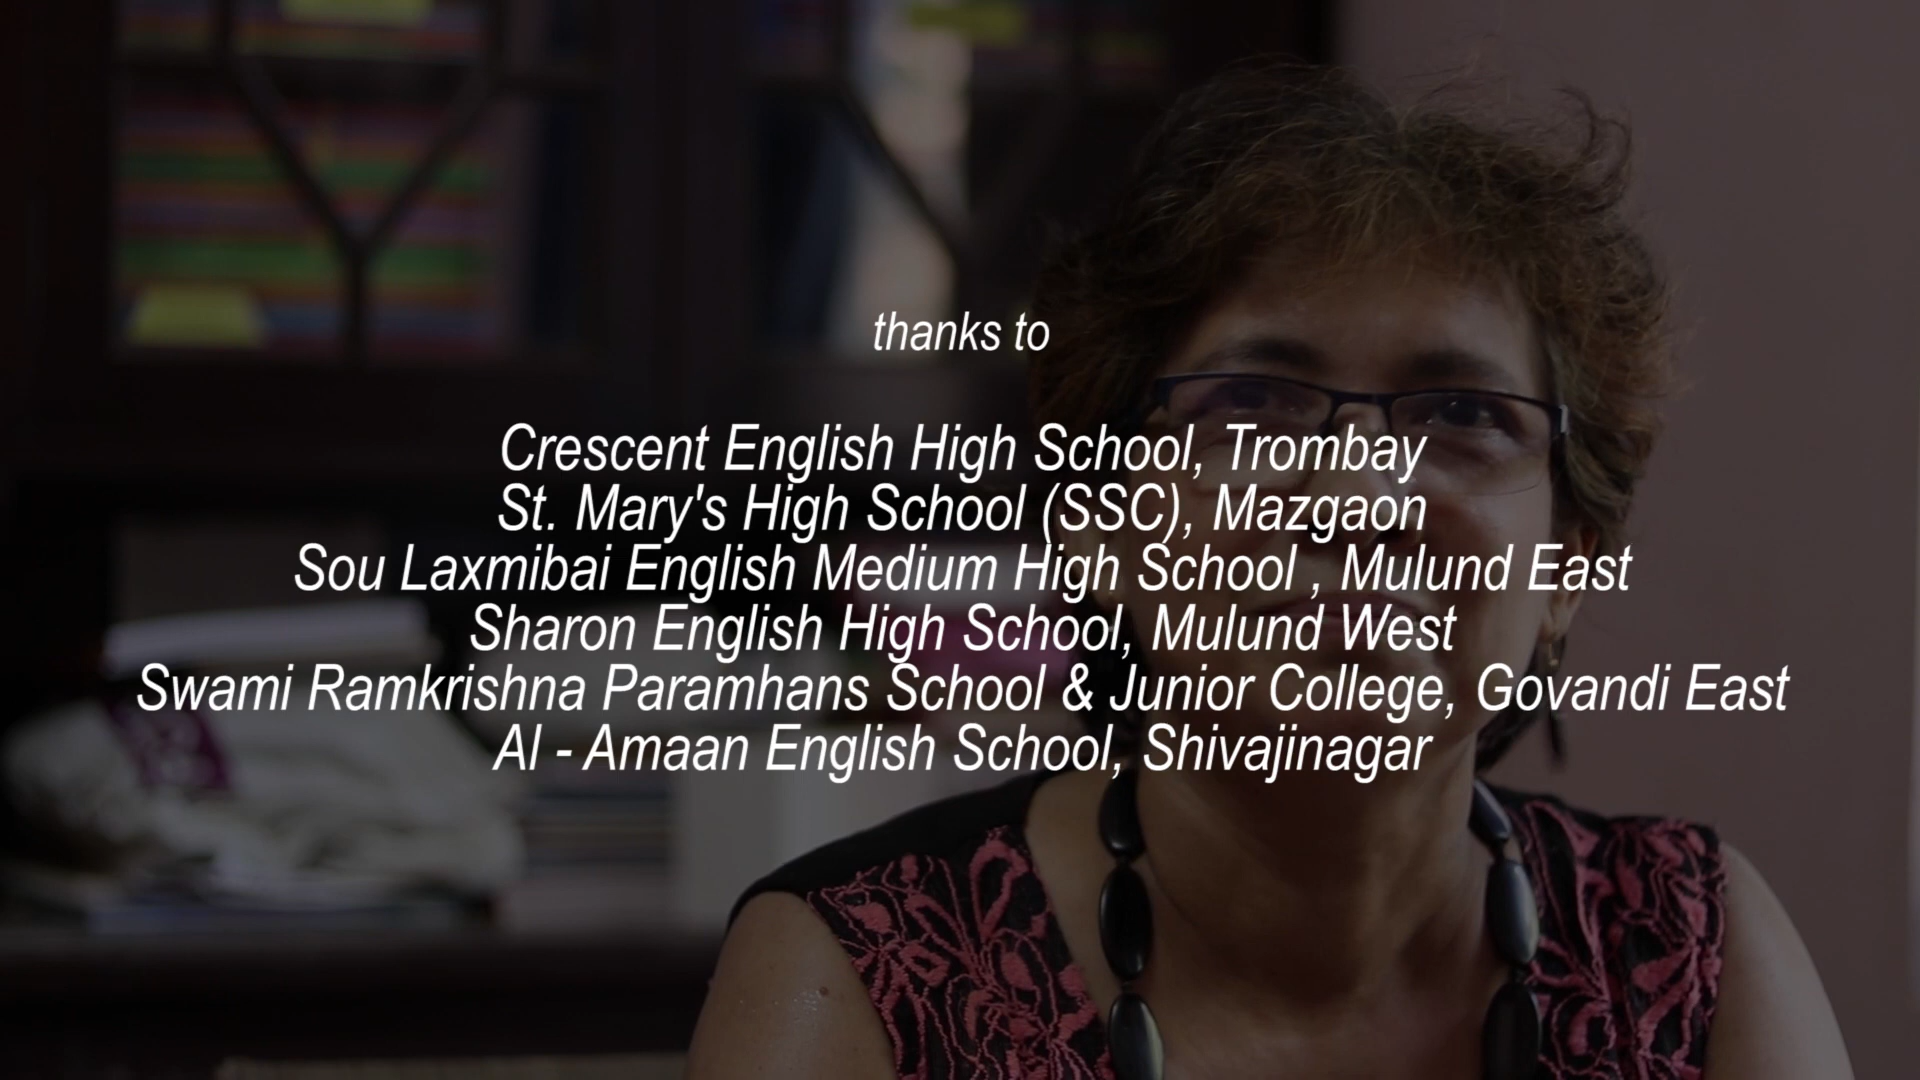 thanks to
Crescent English High School, Trombay
St. Mary's High School (SSC), Mazgaon
Sou Laxmibai English Medium High School , Mulund East
Sharon English High School, Mulund West
Swami Ramkrishna Paramhans School & Junior College, Govandi East
Al - Amaan English School, Shivajinagar